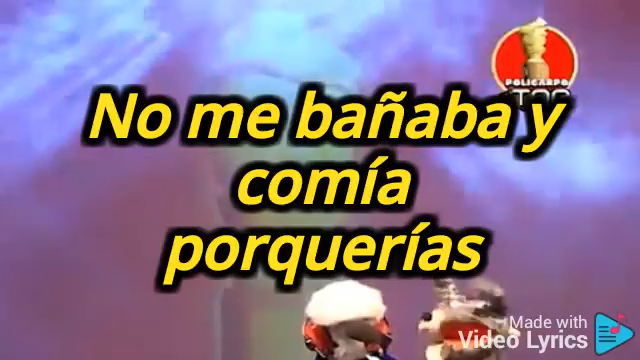 POLICARPO
No me bañaba y
comía
porquerías
Made with
Video Lyrics